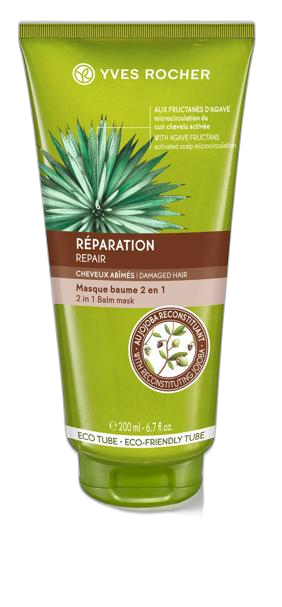 YVES ROCHER
AUX FRUCTANES D'AGAVE
microcirculation du
cuir chevelu activée
WITH AGAVE FRUCTANS
activated scalp microcirculation
RÉPARATION
REPAIR
CHEVEUX ABÎMÉS | DAMAGED HAIR
Masque baume 2 en 1
2 in 1 Balm mask
AU JOJOBA RECONSTITUANT
• WITH RECONSTITUTING JOJOBA •
℮ 200 ml - 6.7 fl. oz.
ECO TUBE • ECO-FRIENDLY TUBE